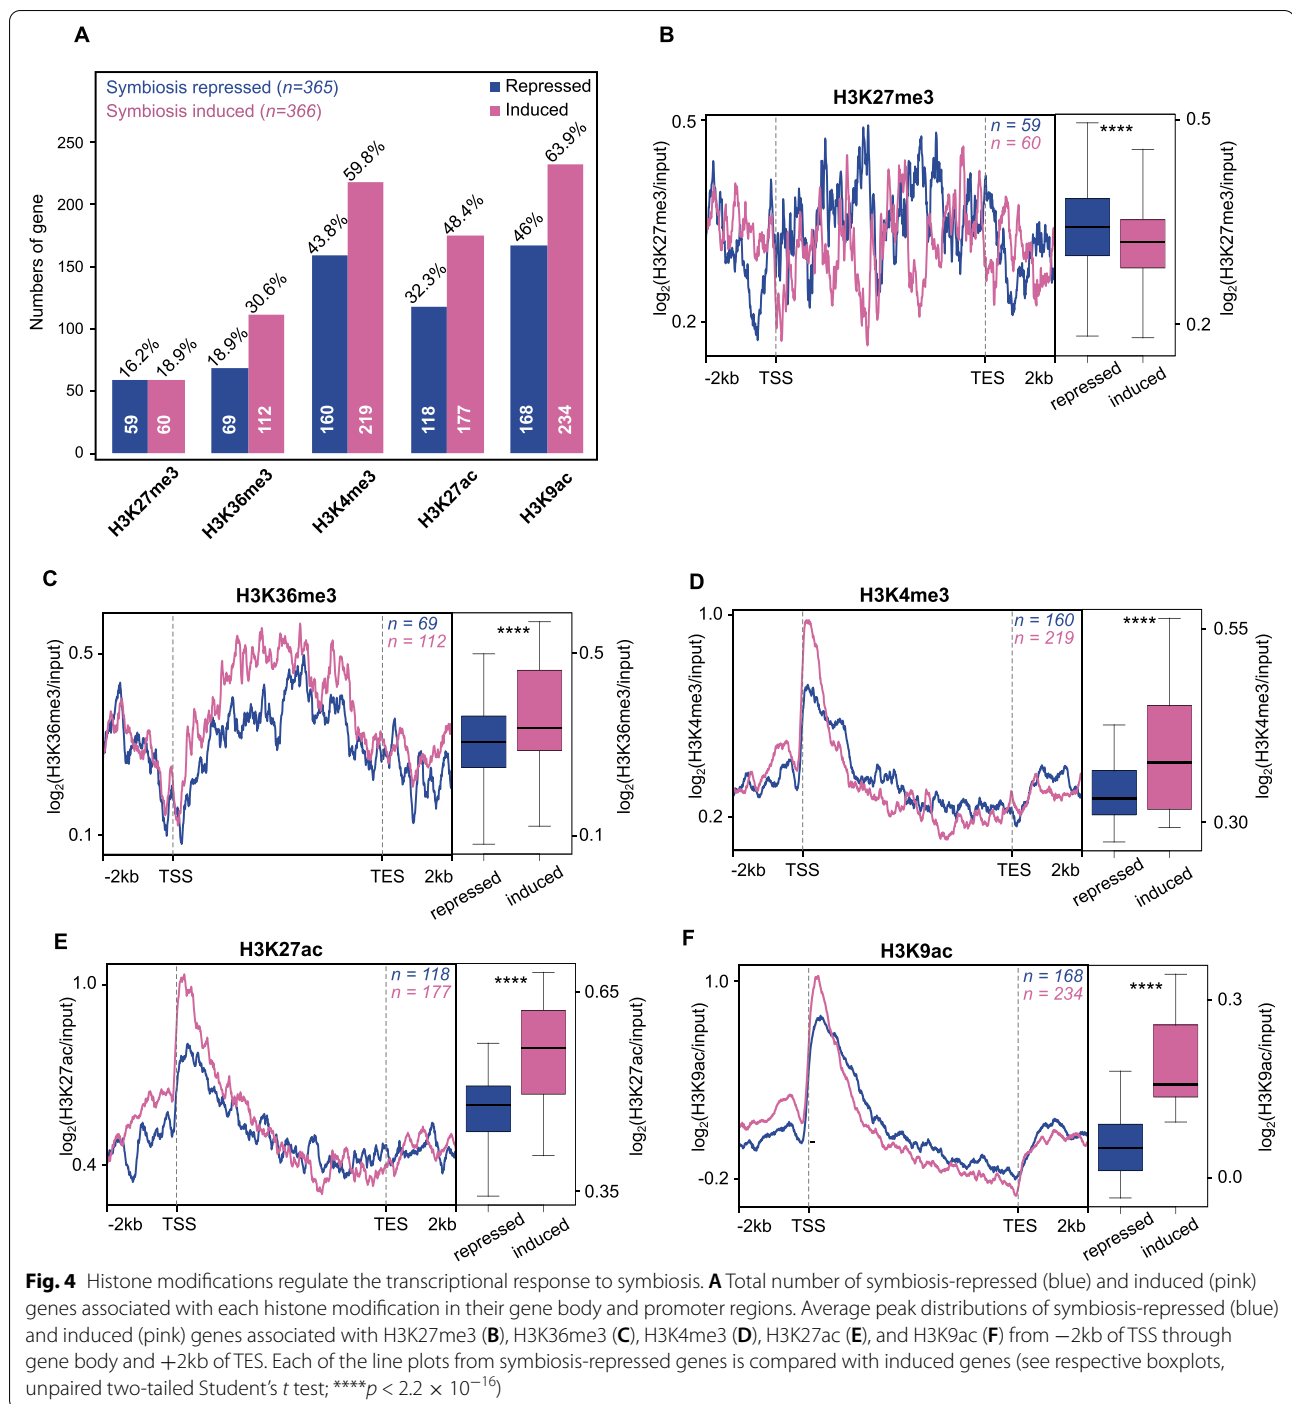 A
Symbiosis repressed (n=365)
Symbiosis induced (n=366)
Repressed
Induced
Numbers of gene
250
200
150
100
50
0
16.2%
18.9%
18.9%
30.6%
43.8%
59.8%
32.3%
48.4%
46%
63.9%
59
60
69
112
160
219
118
177
168
234
H3K27me3
H3K36me3
H3K4me3
H3K27ac
H3K9ac
B
H3K27me3
log2(H3K27me3/input)
0.5
0.2
n = 59
n = 60
****
0.5
0.2
log2(H3K27me3/input)
-2kb
TSS
TES
2kb
repressed
induced
C
H3K36me3
log2(H3K36me3/input)
0.5
0.1
n = 69
n = 112
****
0.5
0.1
log2(H3K36me3/input)
-2kb
TSS
TES
2kb
repressed
induced
D
H3K4me3
log2(H3K4me3/input)
1.0
0.2
n = 160
n = 219
****
0.55
0.30
log2(H3K4me3/input)
-2kb
TSS
TES
2kb
repressed
induced
E
H3K27ac
log2(H3K27ac/input)
1.0
0.4
n = 118
n = 177
****
0.65
0.35
log2(H3K27ac/input)
-2kb
TSS
TES
2kb
repressed
induced
F
H3K9ac
log2(H3K9ac/input)
1.0
-0.2
n = 168
n = 234
****
0.3
0.0
log2(H3K9ac/input)
-2kb
TSS
TES
2kb
repressed
induced
Fig. 4 Histone modifications regulate the transcriptional response to symbiosis. A Total number of symbiosis-repressed (blue) and induced (pink)
genes associated with each histone modification in their gene body and promoter regions. Average peak distributions of symbiosis-repressed (blue)
and induced (pink) genes associated with H3K27me3 (B), H3K36me3 (C), H3K4me3 (D), H3K27ac (E), and H3K9ac (F) from −2kb of TSS through
gene body and +2kb of TES. Each of the line plots from symbiosis-repressed genes is compared with induced genes (see respective boxplots,
unpaired two-tailed Student's t test; ****p < 2.2 × 10−16)